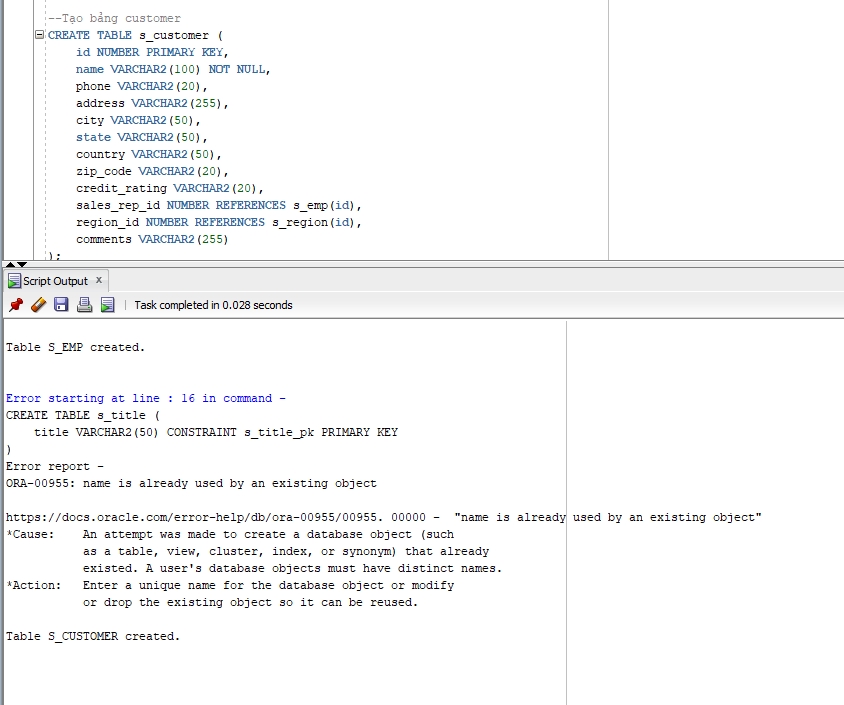 --Tạo bảng customer
CREATE TABLE s_customer (
    id NUMBER PRIMARY KEY,
    name VARCHAR2(100) NOT NULL,
    phone VARCHAR2(20),
    address VARCHAR2(255),
    city VARCHAR2(50),
    state VARCHAR2(50),
    country VARCHAR2(50),
    zip_code VARCHAR2(20),
    credit_rating VARCHAR2(20),
    sales_rep_id NUMBER REFERENCES s_emp(id),
    region_id NUMBER REFERENCES s_region(id),
    comments VARCHAR2(255)
);
Script Output x
Task completed in 0.028 seconds
Table S_EMP created.
Error starting at line : 16 in command -
CREATE TABLE s_title (
    title VARCHAR2(50) CONSTRAINT s_title_pk PRIMARY KEY
)
Error report -
ORA-00955: name is already used by an existing object
https://docs.oracle.com/error-help/db/ora-00955/00955. 00000 -  "name is already used by an existing object"
*Cause:    An attempt was made to create a database object (such
           as a table, view, cluster, index, or synonym) that already
           existed. A user's database objects must have distinct names.
*Action:   Enter a unique name for the database object or modify
           or drop the existing object so it can be reused.
Table S_CUSTOMER created.